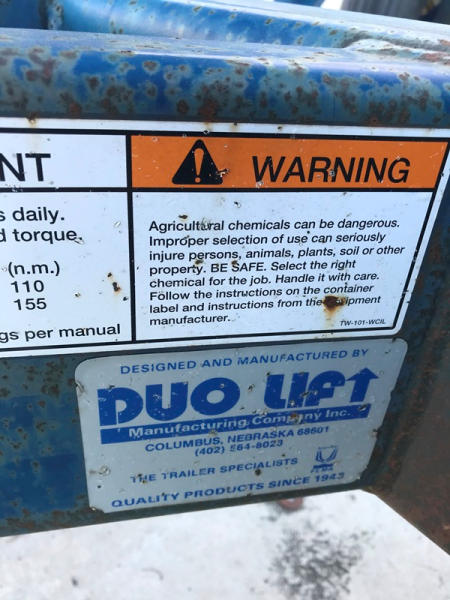 NT
s daily.
d torque.
(n.m.)
110
155
gs per manual
WARNING
Agricultural chemicals can be dangerous.
Improper selection of use can seriously
injure persons, animals, plants, soil or other
property. BE SAFE. Select the right
chemical for the job. Handle it with care.
Follow the instructions on the container
label and instructions from the equipment
manufacturer.
TW-101-WCIL
DESIGNED AND MANUFACTURED BY
DUO LIFT
Manufacturing Company Inc.
COLUMBUS, NEBRASKA 68601
(402) 564-8023
THE TRAILER SPECIALISTS
QUALITY PRODUCTS SINCE 1943